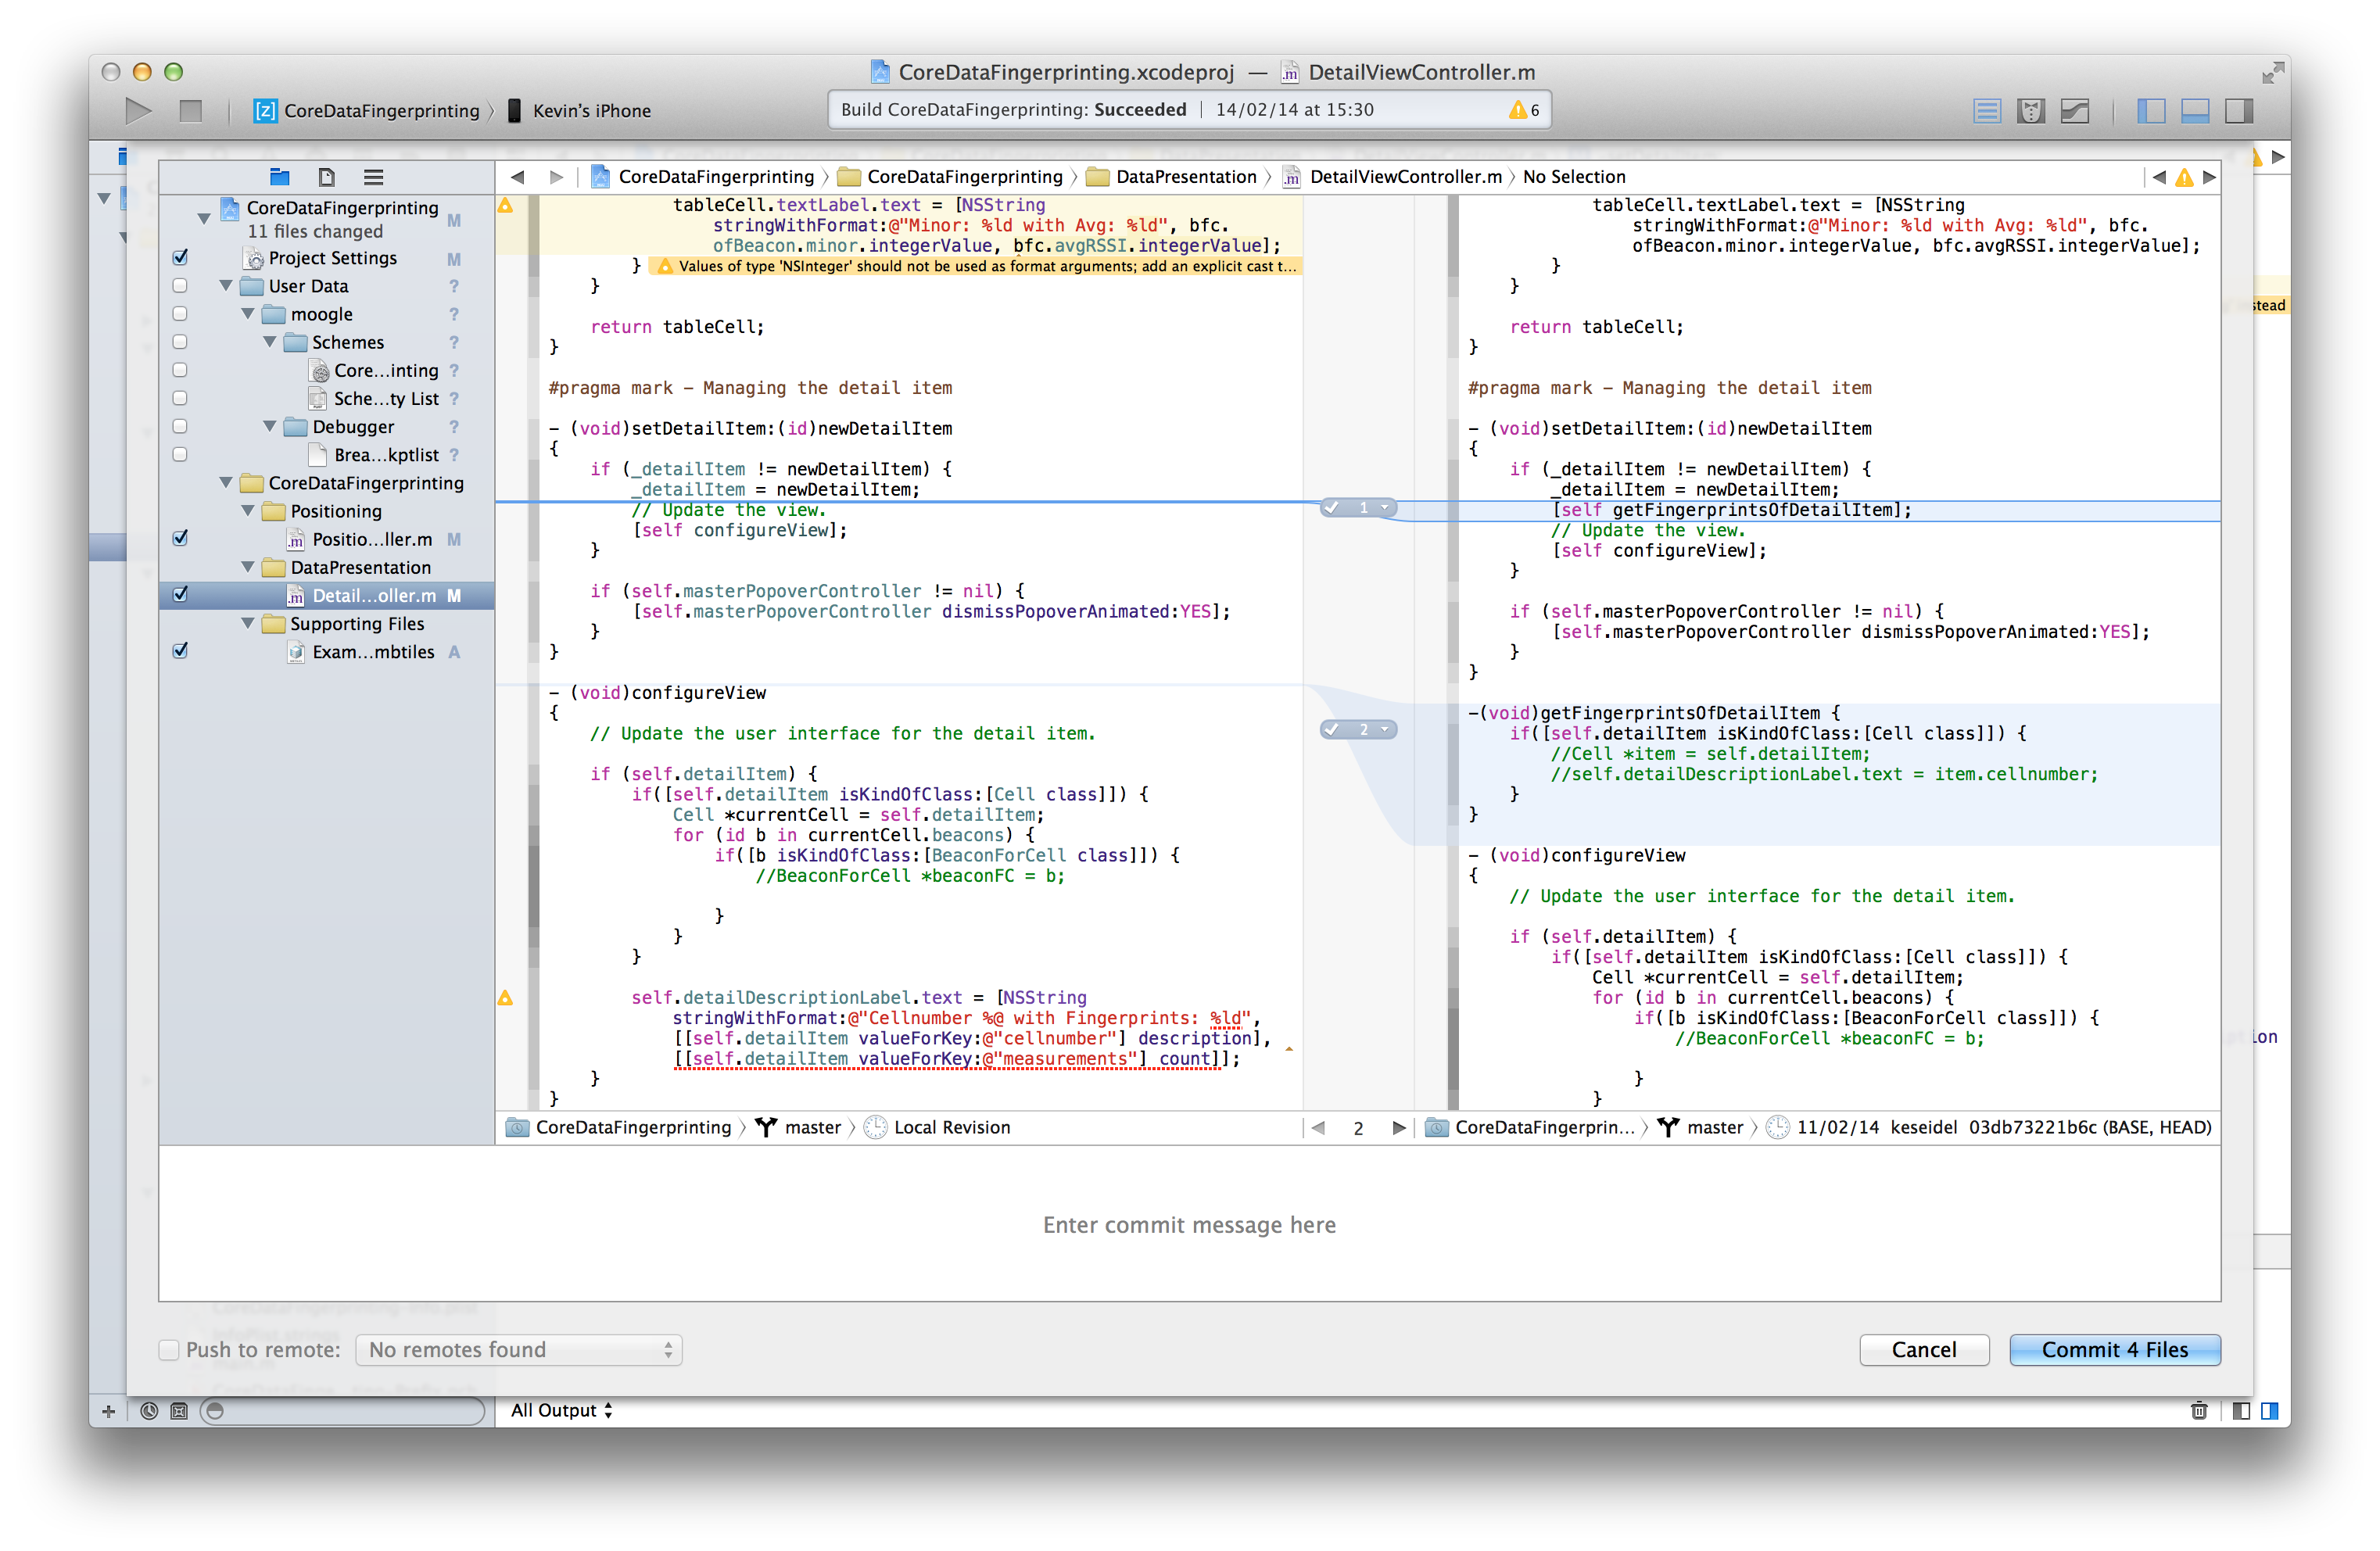 CoreDataFingerprinting.xcodeproj — DetailViewController.m
CoreDataFingerprinting 〉 Kevin's iPhone
Build CoreDataFingerprinting: Succeeded | 14/02/14 at 15:30
6
CoreDataFingerprinting 〉 CoreDataFingerprinting 〉 DataPresentation 〉 DetailViewController.m 〉 No Selection
CoreDataFingerprinting M
11 files changed
Project Settings M
User Data ?
moogle ?
Schemes ?
Core...inting ?
Sche...ty List ?
Debugger ?
Brea...kptlist ?
CoreDataFingerprinting
Positioning
Positio...ller.m M
DataPresentation
Detail...oller.m M
Supporting Files
Exam...mbtiles A
tableCell.textLabel.text = [NSString
stringWithFormat:@"Minor: %ld with Avg: %ld", bfc.
ofBeacon.minor.integerValue, bfc.avgRSSI.integerValue];
} Values of type 'NSInteger' should not be used as format arguments; add an explicit cast t...
}
return tableCell;
}
#pragma mark - Managing the detail item
- (void)setDetailItem:(id)newDetailItem
{
if (_detailItem != newDetailItem) {
_detailItem = newDetailItem;
// Update the view.
[self configureView];
}
if (self.masterPopoverController != nil) {
[self.masterPopoverController dismissPopoverAnimated:YES];
}
}
- (void)configureView
{
// Update the user interface for the detail item.
if (self.detailItem) {
if([self.detailItem isKindOfClass:[Cell class]]) {
Cell *currentCell = self.detailItem;
for (id b in currentCell.beacons) {
if([b isKindOfClass:[BeaconForCell class]]) {
//BeaconForCell *beaconFC = b;
}
}
}
self.detailDescriptionLabel.text = [NSString
stringWithFormat:@"Cellnumber %@ with Fingerprints: %ld",
[[self.detailItem valueForKey:@"cellnumber"] description],
[[self.detailItem valueForKey:@"measurements"] count]];
}
}
1
2
tableCell.textLabel.text = [NSString
stringWithFormat:@"Minor: %ld with Avg: %ld", bfc.
ofBeacon.minor.integerValue, bfc.avgRSSI.integerValue];
}
}
return tableCell;
}
#pragma mark - Managing the detail item
- (void)setDetailItem:(id)newDetailItem
{
if (_detailItem != newDetailItem) {
_detailItem = newDetailItem;
[self getFingerprintsOfDetailItem];
// Update the view.
[self configureView];
}
if (self.masterPopoverController != nil) {
[self.masterPopoverController dismissPopoverAnimated:YES];
}
}
-(void)getFingerprintsOfDetailItem {
if([self.detailItem isKindOfClass:[Cell class]]) {
//Cell *item = self.detailItem;
//self.detailDescriptionLabel.text = item.cellnumber;
}
}
- (void)configureView
{
// Update the user interface for the detail item.
if (self.detailItem) {
if([self.detailItem isKindOfClass:[Cell class]]) {
Cell *currentCell = self.detailItem;
for (id b in currentCell.beacons) {
if([b isKindOfClass:[BeaconForCell class]]) {
//BeaconForCell *beaconFC = b;
}
}
CoreDataFingerprinting 〉 master 〉 Local Revision
2
CoreDataFingerprin... 〉 master 〉 11/02/14 keseidel 03db73221b6c (BASE, HEAD)
Enter commit message here
Push to remote: No remotes found
Cancel
Commit 4 Files
All Output